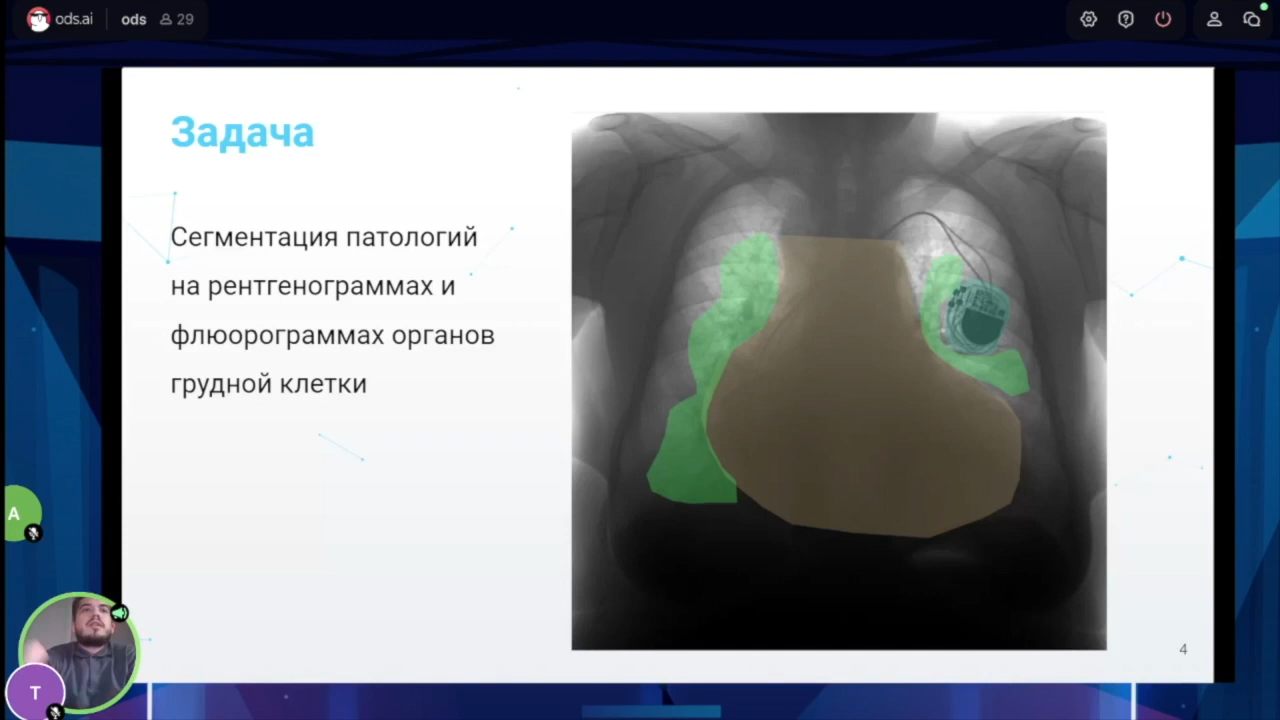 ods.ai
ods
29
Задача
Сегментация патологий
на рентгенограммах и
флюорограммах органов
грудной клетки
4
A
T